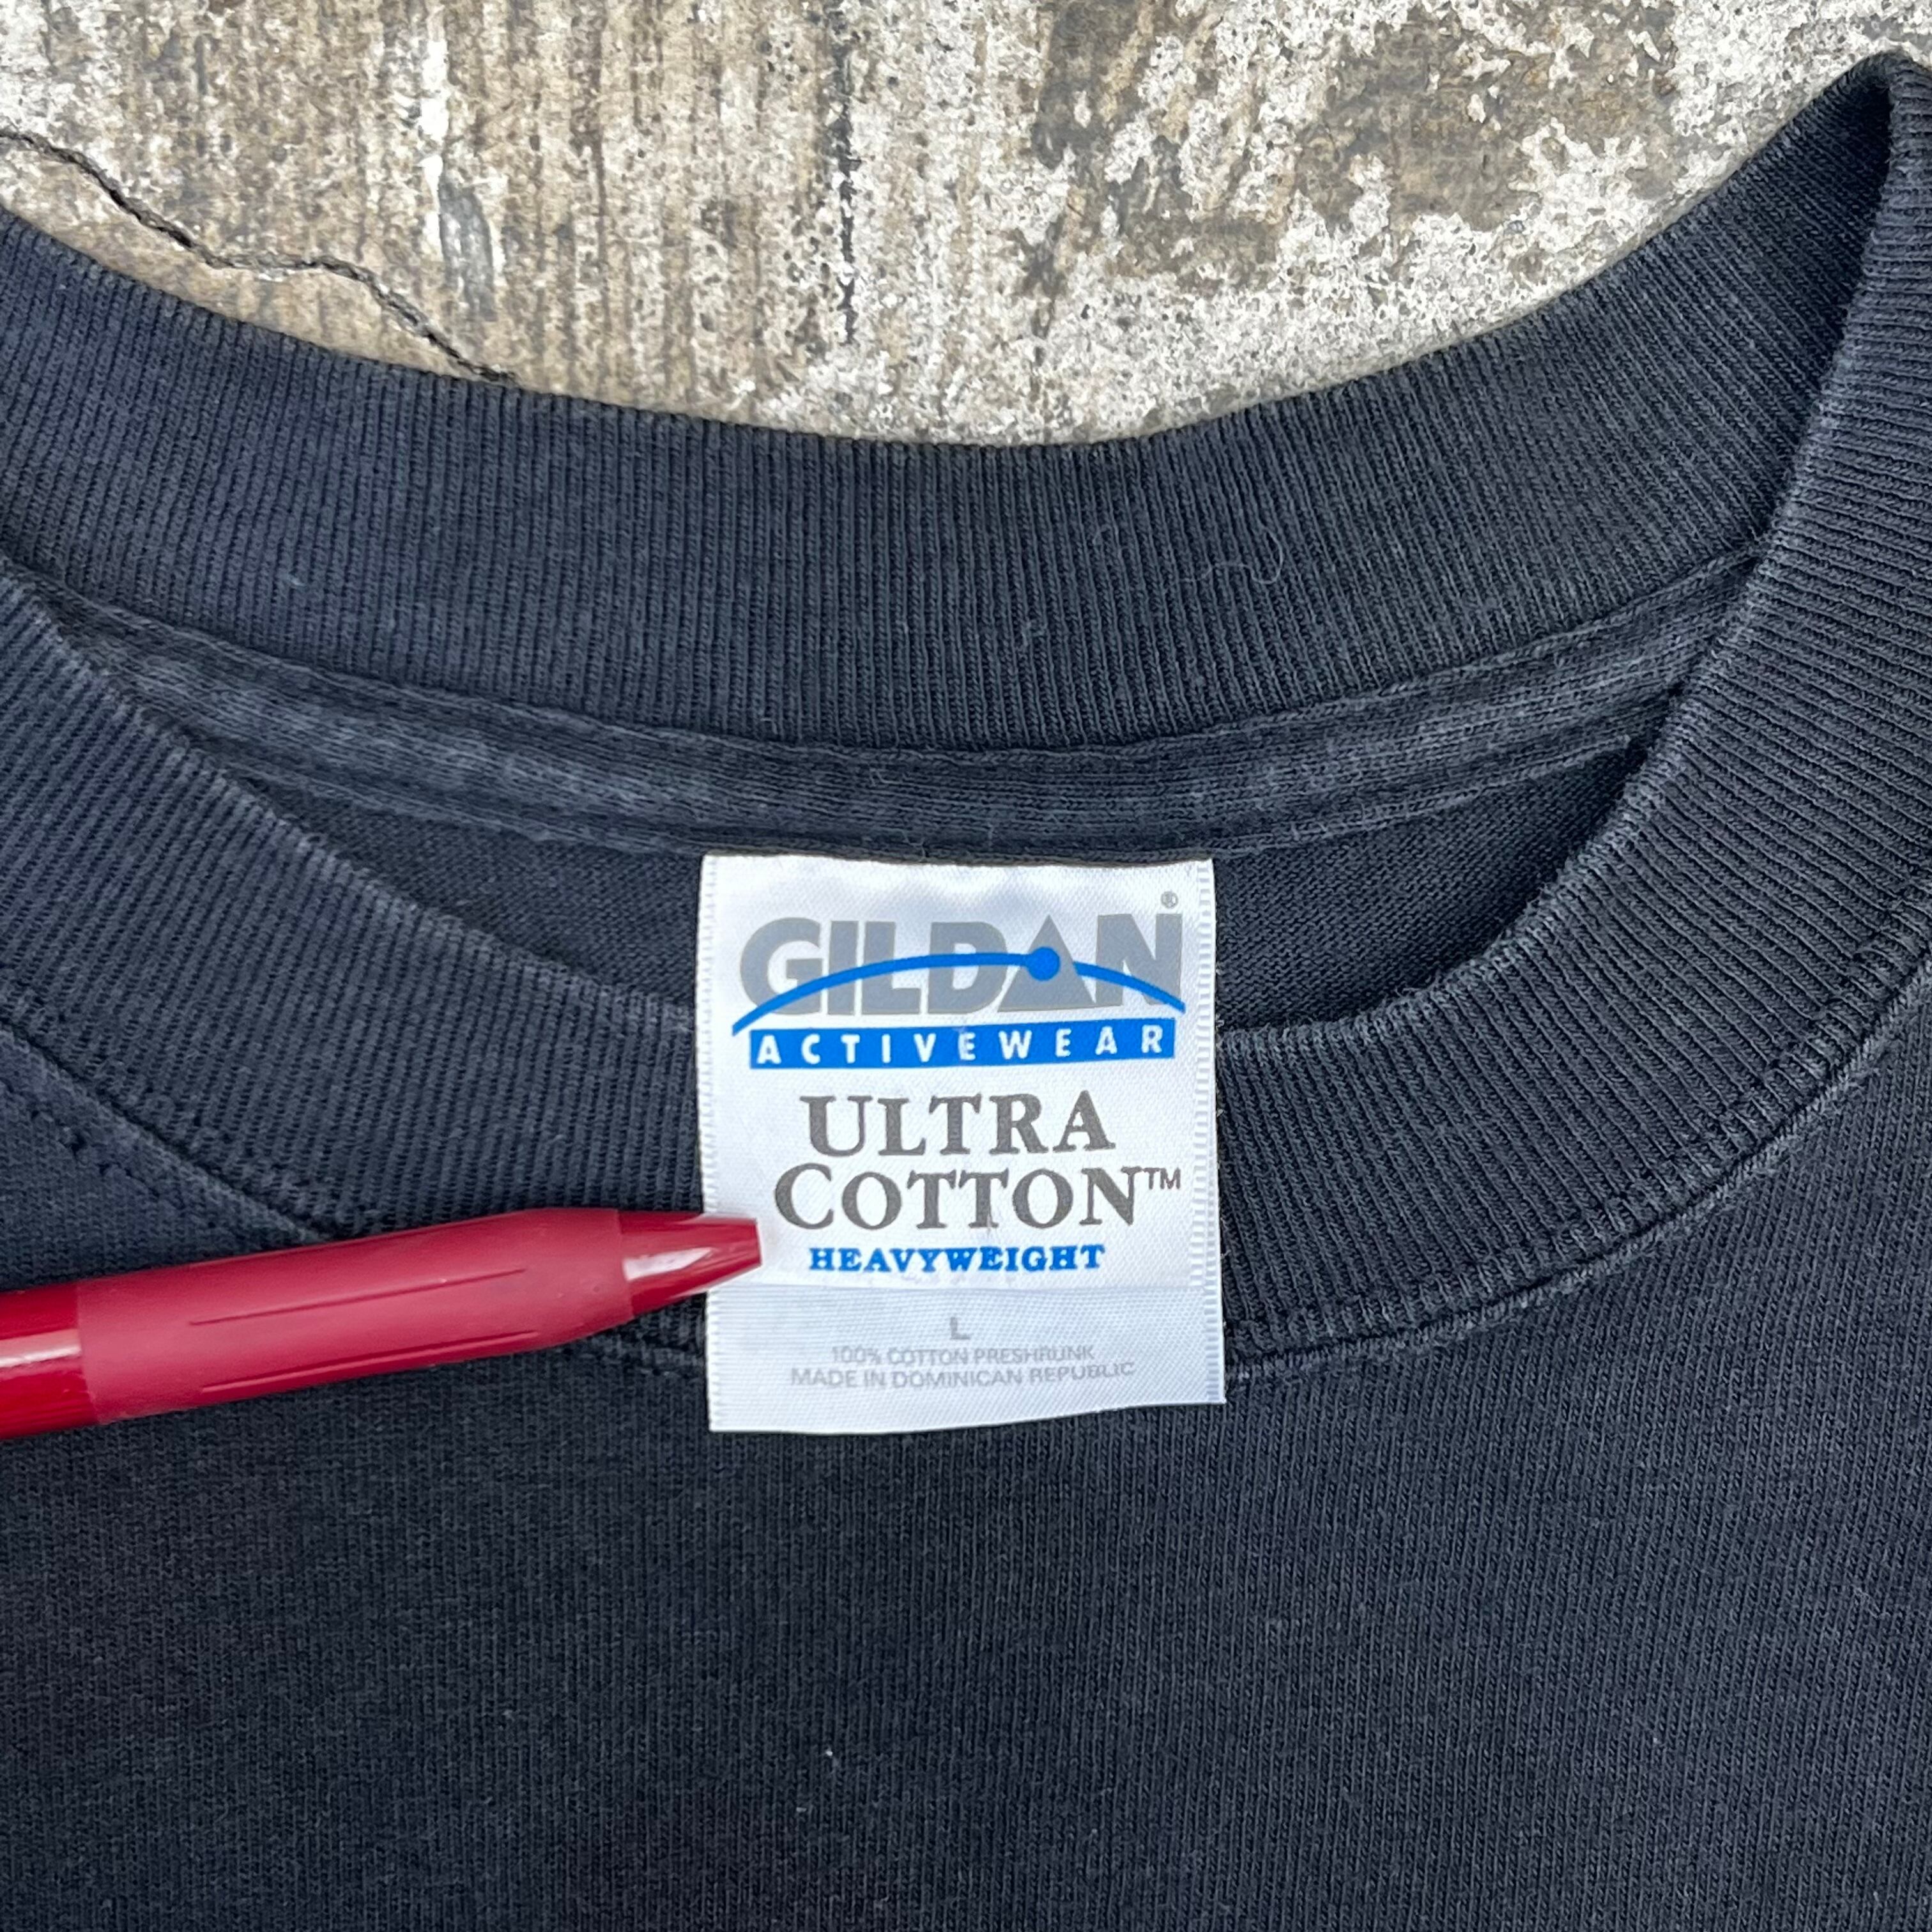 GILDAN®
ACTIVEWEAR
ULTRA
COTTON™
HEAVYWEIGHT
L
100% COTTON PRESHRUNK
MADE IN DOMINICAN REPUBLIC